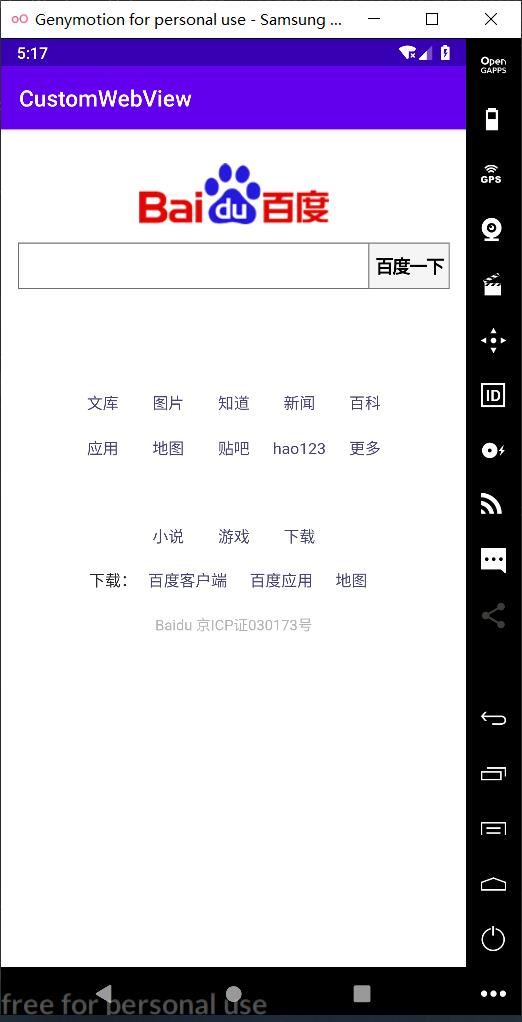 Genymotion for personal use - Samsung ...
5:17
Open
GAPPS
CustomWebView
GPS
Bai du 百度
百度一下
ID
文库 图片 知道 新闻 百科
应用 地图 贴吧 hao123 更多
小说 游戏 下载
下载： 百度客户端 百度应用 地图
Baidu 京ICP证030173号
free for personal use